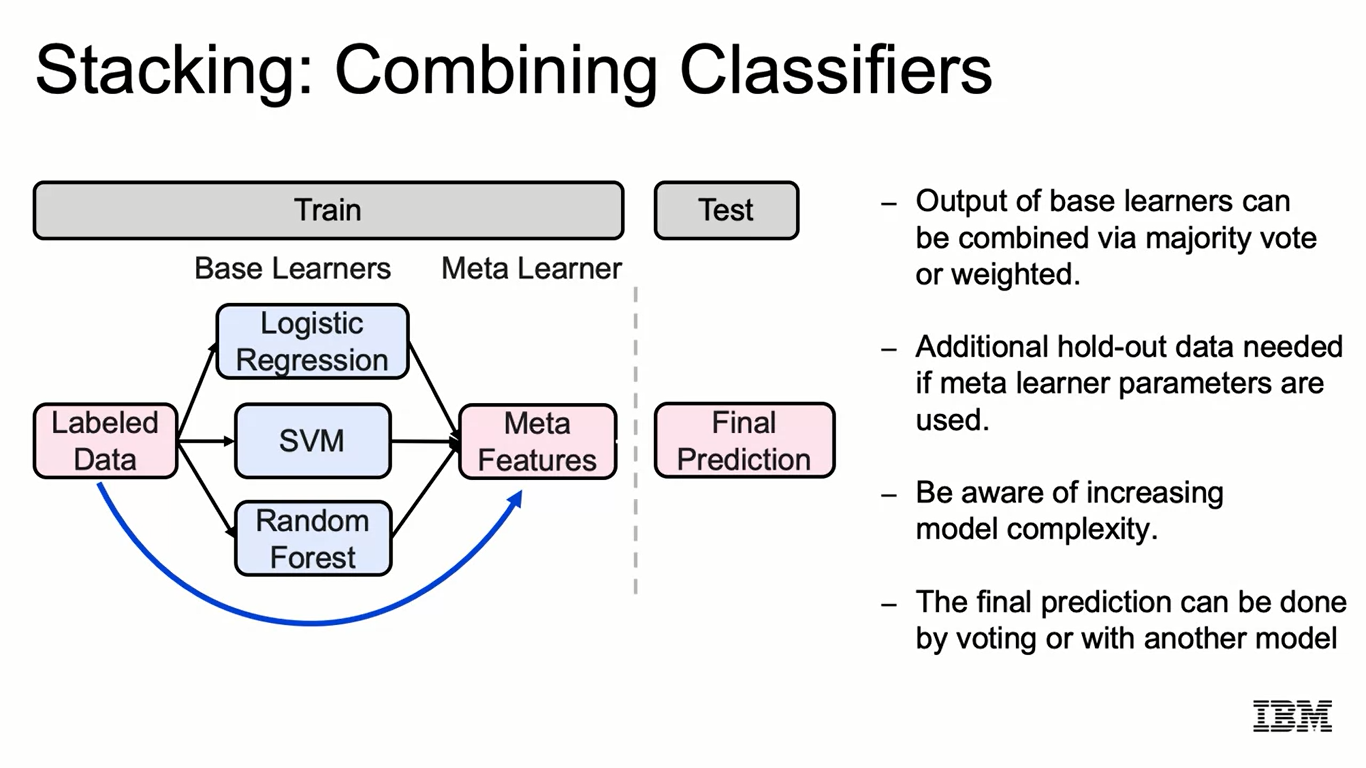 Stacking: Combining Classifiers
Train
Test
Base Learners
Meta Learner
Logistic
Regression
Labeled
Data
SVM
Meta
Features
Final
Prediction
Random
Forest
– Output of base learners can
be combined via majority vote
or weighted.
– Additional hold-out data needed
if meta learner parameters are
used.
– Be aware of increasing
model complexity.
– The final prediction can be done
by voting or with another model
IBM